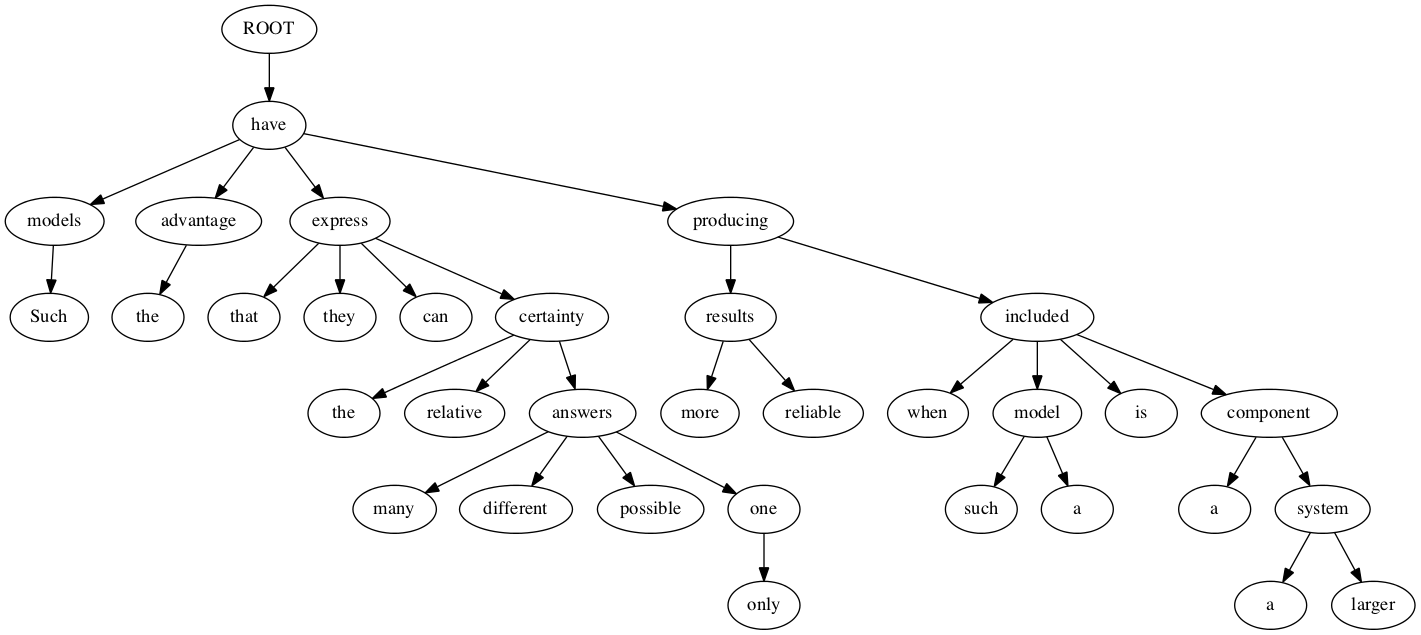 ROOT
have
models advantage express producing
Such the that they can certainty results included
the relative answers more reliable when model is component
many different possible one such a a system
only a larger